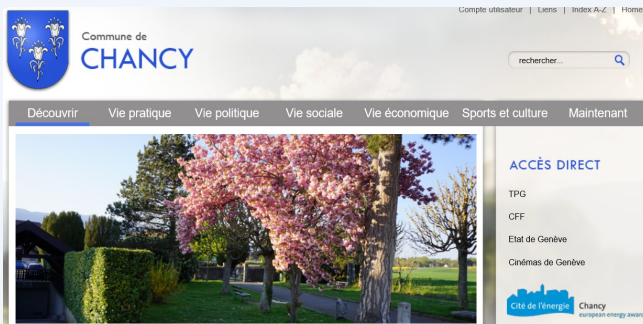 Compte utilisateur | Liens | Index A-Z | Home
Commune de
CHANCY
rechercher...
Découvrir Vie pratique Vie politique Vie sociale Vie économique Sports et culture Maintenant
ACCÈS DIRECT
TPG
CFF
Etat de Genève
Cinémas de Genève
Cité de l'énergie Chancy
european energy award